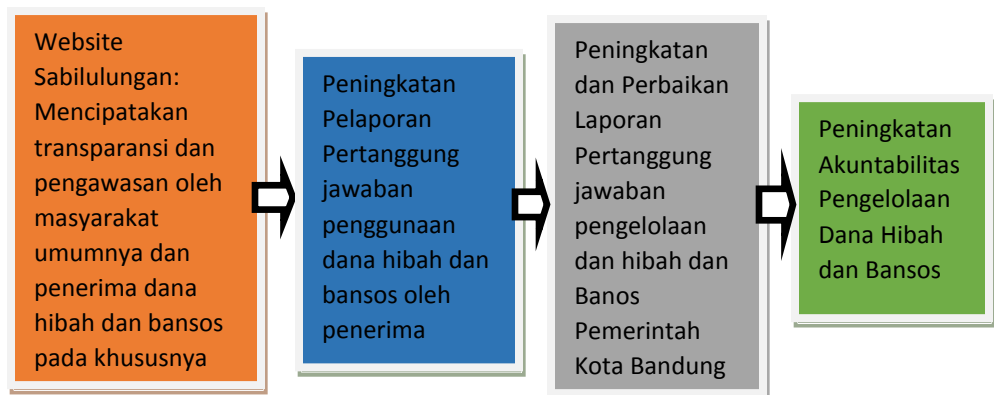 Website
Sabilulungan:
Mencipatakan
transparansi dan
pengawasan oleh
masyarakat
umumnya dan
penerima dana
hibah dan bansos
pada khususnya
Peningkatan
Pelaporan
Pertanggung
jawaban
penggunaan
dana hibah dan
bansos oleh
penerima
Peningkatan
dan Perbaikan
Laporan
Pertanggung
jawaban
pengelolaan
dan hibah dan
Banos
Pemerintah
Kota Bandung
Peningkatan
Akuntabilitas
Pengelolaan
Dana Hibah
dan Bansos